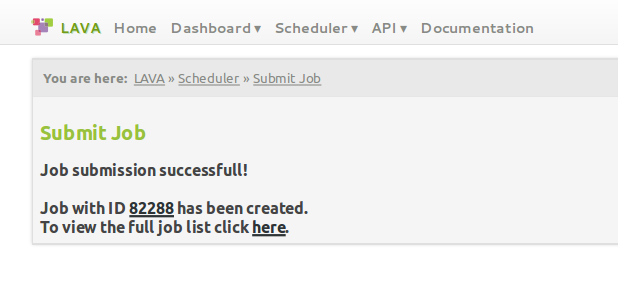 LAVA Home Dashboard ▾ Scheduler ▾ API ▾ Documentation
You are here: LAVA » Scheduler » Submit Job
Submit Job
Job submission successfull!
Job with ID 82288 has been created.
To view the full job list click here.